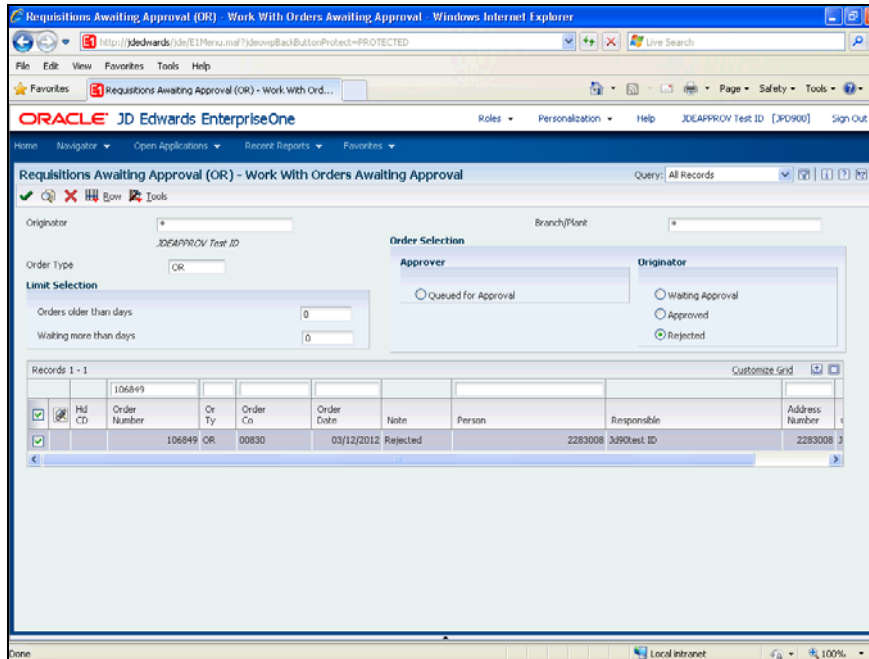 Requisitions Awaiting Approval (OR) - Work With Orders Awaiting Approval - Windows Internet Explorer
http://jdedwards/jde/E1Menu.maf?jdeowpBackButtonProtect=PROTECTED
Live Search
File Edit View Favorites Tools Help
Favorites Requisitions Awaiting Approval (OR) - Work With Ord... Page Safety Tools
ORACLE JD Edwards EnterpriseOne Roles Personalization Help JDEAPPROV Test ID [JPD900] Sign Out
Home Navigator Open Applications Recent Reports Favorites
Requisitions Awaiting Approval (OR) - Work With Orders Awaiting Approval Query: All Records
Row Tools
Originator * Branch/Plant *
JDEAPPROV Test ID Order Selection
Order Type OR Approver Originator
Limit Selection
Queued for Approval Waiting Approval
Orders older than days 0 Approved
Waiting more than days 0 Rejected
Records 1 - 1 Customize Grid
106849
Hd CD Order Number Or Ty Order Co Order Date Note Person Responsible Address Number
106849 OR 00830 03/12/2012 Rejected 2283008 Jd90test ID 2283008 J
Done Local intranet 100%